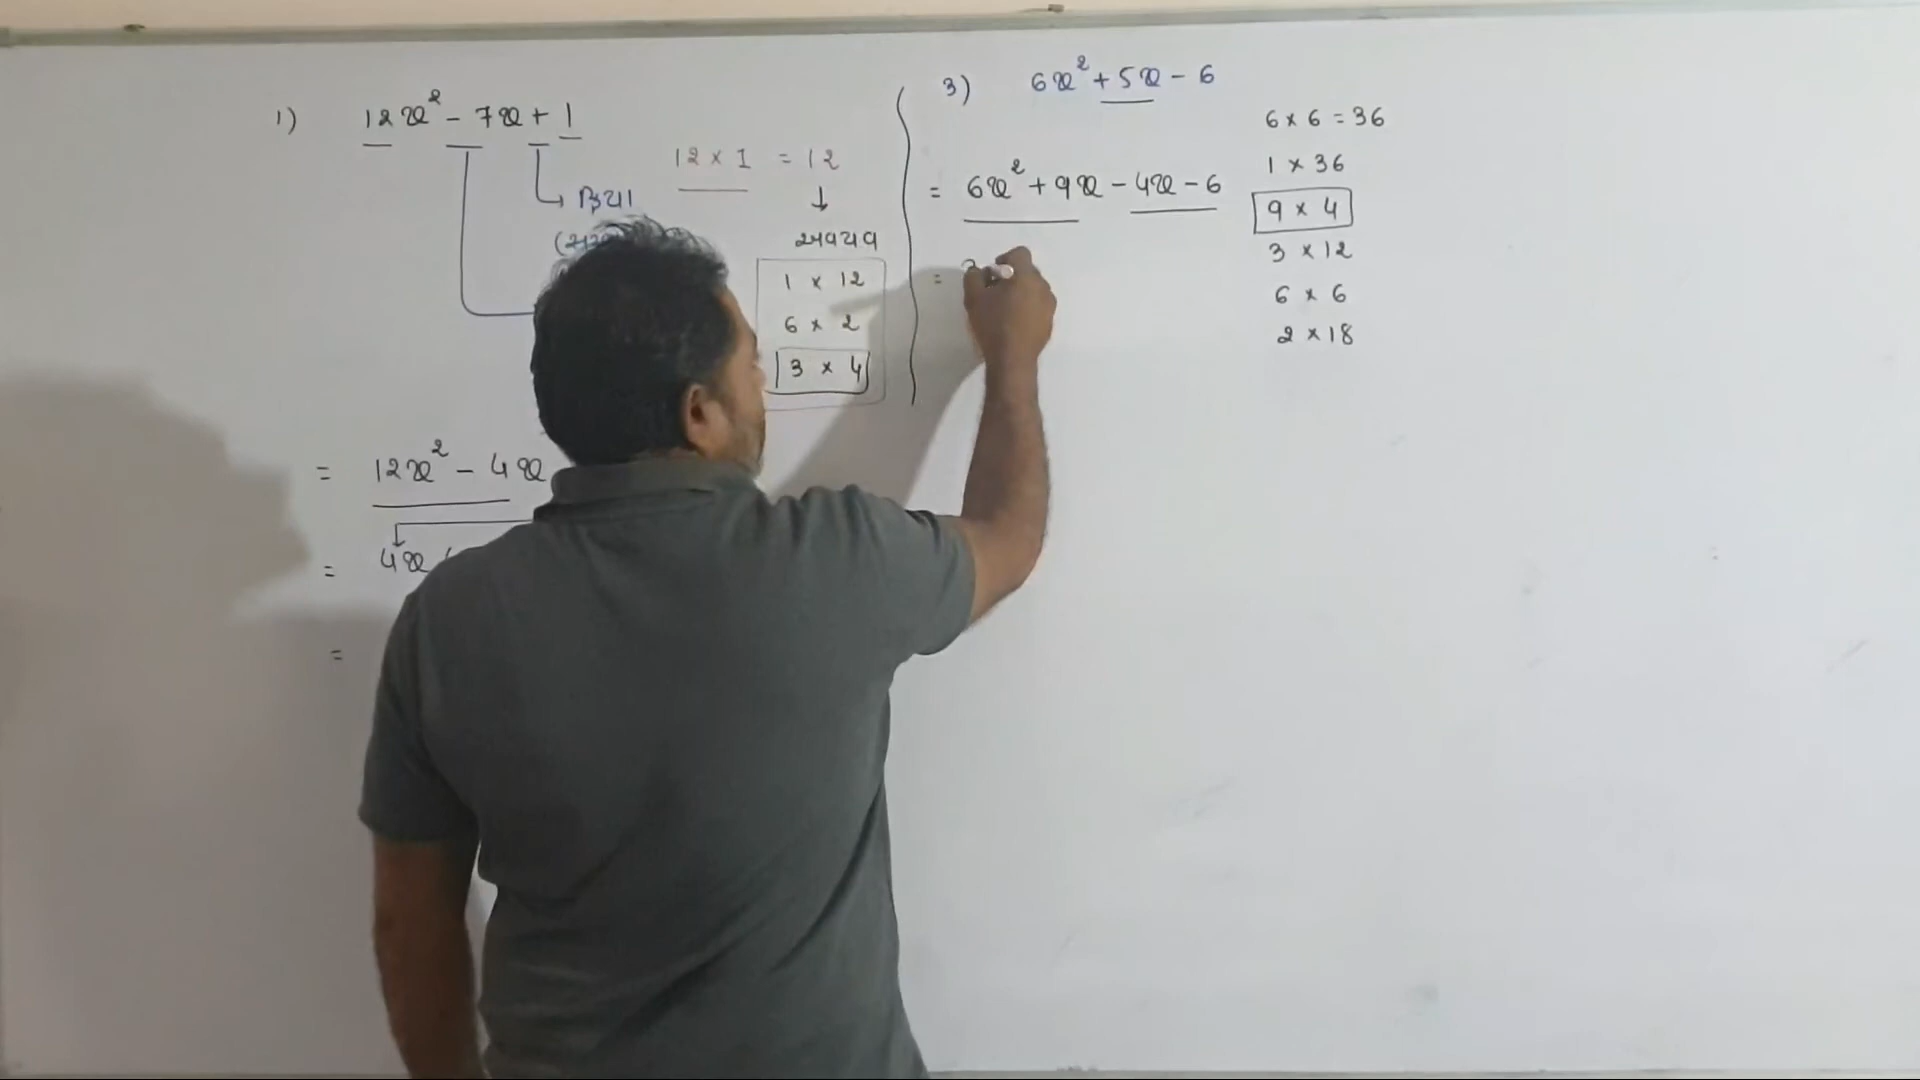 1) 12x² - 7x + 1
12 × 1 = 12
ક્રિયા
અવયવ
1 × 12
6 × 2
3 × 4
= 12x² - 4x
= 4x
=
3) 6x² + 5x - 6
6 × 6 = 36
= 6x² + 9x - 4x - 6
1 × 36
9 × 4
3 × 12
6 × 6
2 × 18
=